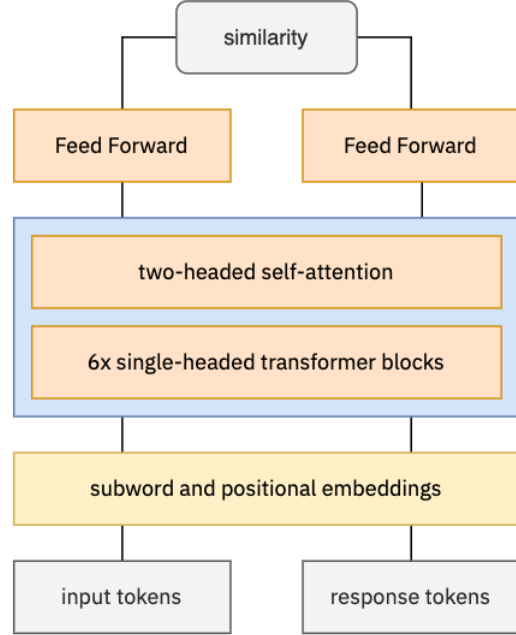 similarity
Feed Forward
Feed Forward
two-headed self-attention
6x single-headed transformer blocks
subword and positional embeddings
input tokens
response tokens